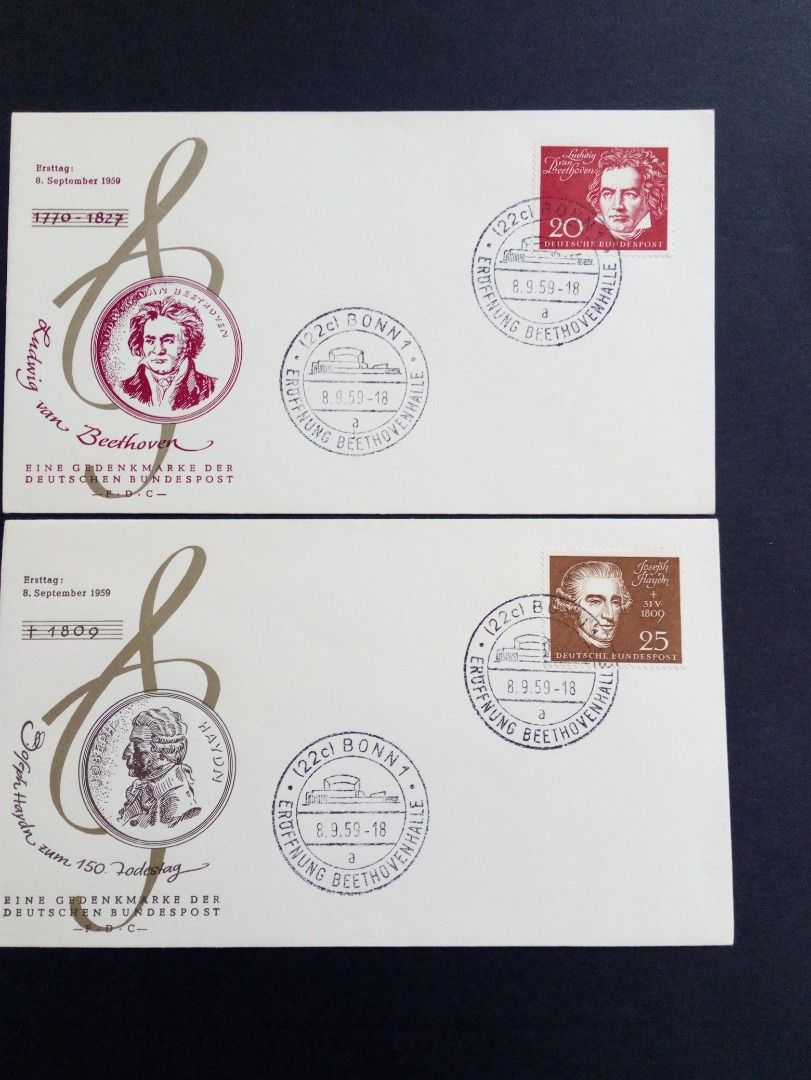 Ersttag:
8. September 1959
1770-1827
LUDWIG VAN BEETHOVEN
Ludwig van Beethoven
EINE GEDENKMARKE DER
DEUTSCHEN BUNDESPOST
—F·D·C—
(22c) BONN 1
8.9.59-18
a
· ERÖFFNUNG BEETHOVENHALLE ·
Ludwig
van
Beethoven
20
DEUTSCHE BUNDESPOST
(22c) BONN 1
8.9.59-18
a
· ERÖFFNUNG BEETHOVENHALLE ·
Ersttag:
8. September 1959
† 1809
JOSEPH HAYDN
Joseph Haydn zum 150. Todestag
EINE GEDENKMARKE DER
DEUTSCHEN BUNDESPOST
—F·D·C—
(22c) BONN 1
8.9.59-18
a
· ERÖFFNUNG BEETHOVENHALLE ·
Joseph
Haydn
+
31·V·
1809
25
DEUTSCHE BUNDESPOST
(22c) BONN
8.9.59-18
a
· ERÖFFNUNG BEETHOVENHALLE